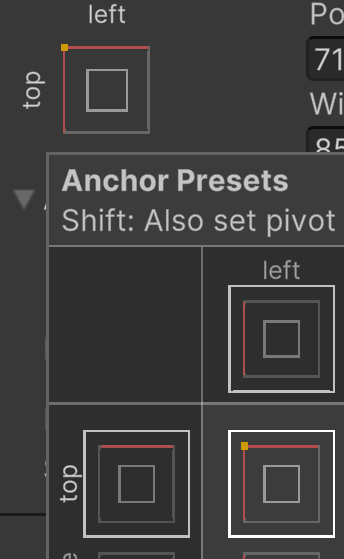 left
Po
top
71
Wi
85
Anchor Presets
Shift: Also set pivot
left
top